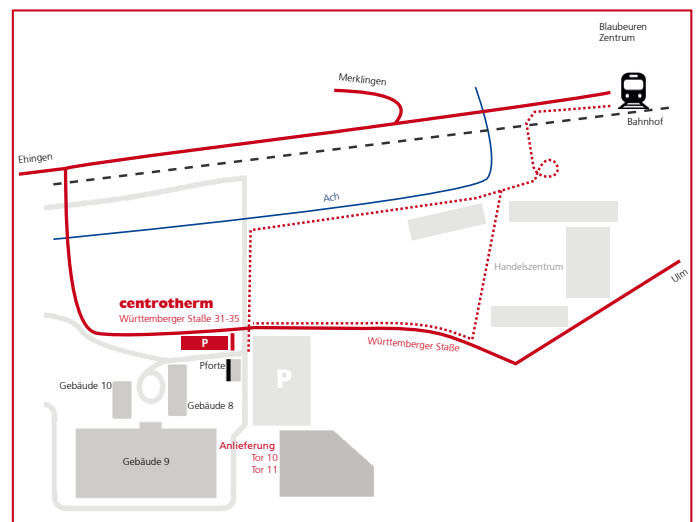 Blaubeuren
Zentrum
Merklingen
Bahnhof
Ehingen
Ach
Handelszentrum
Ulm
centrotherm
Württemberger Staße 31-35
P
Württemberger Staße
Pforte
P
Gebäude 10
Gebäude 8
Anlieferung
Tor 10
Tor 11
Gebäude 9